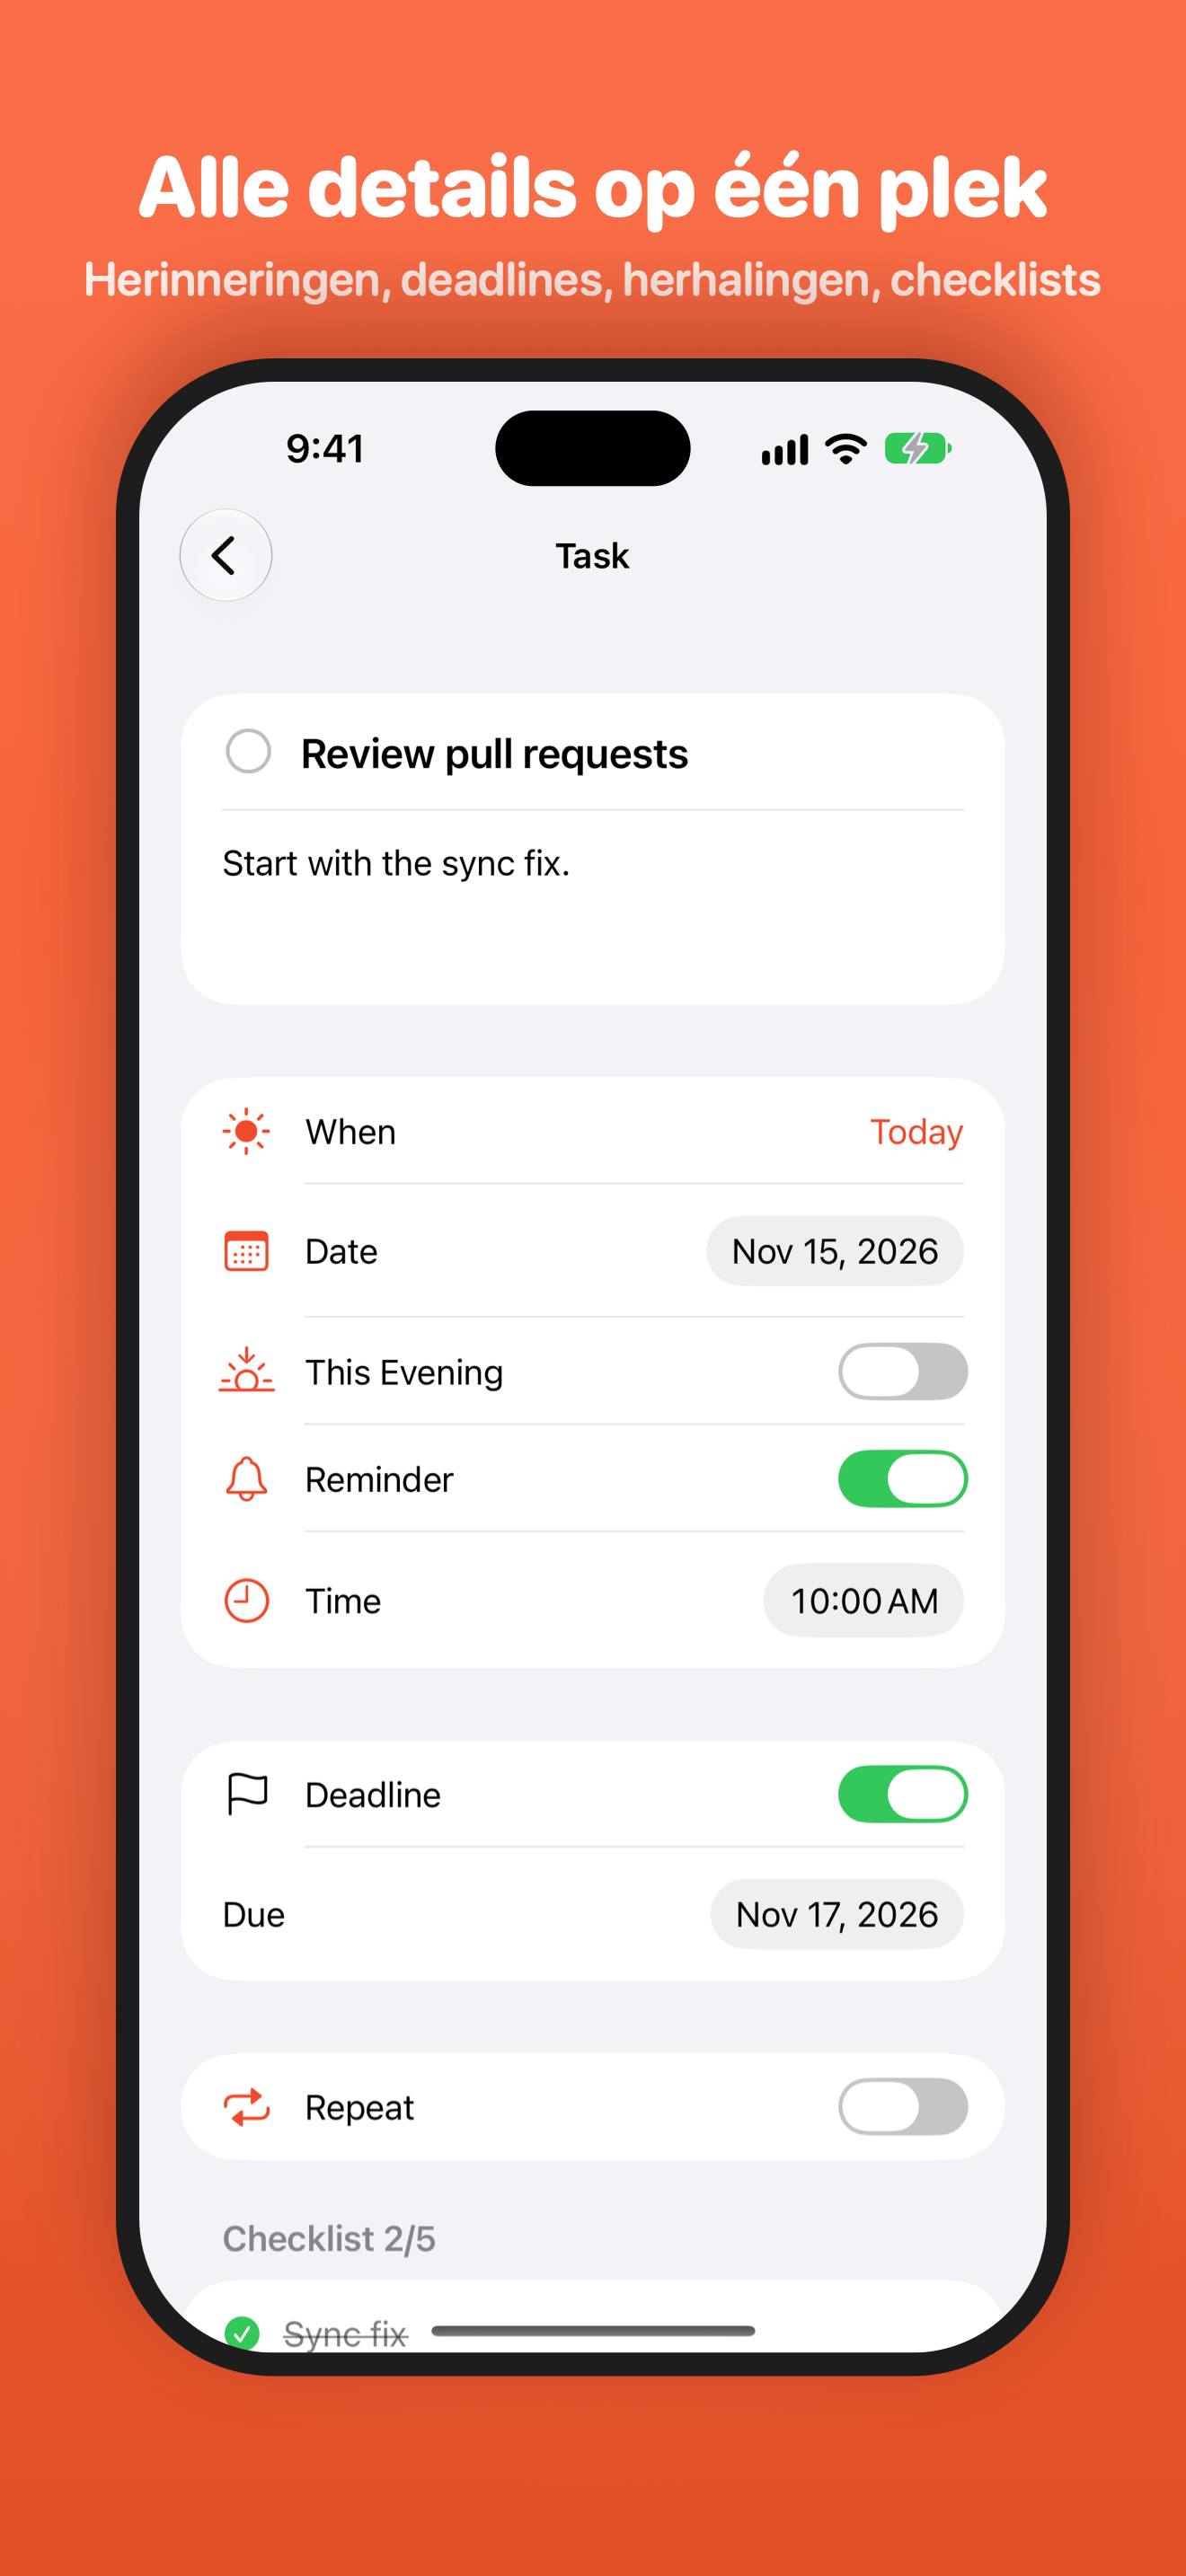 Alle details op één plek
Herinneringen, deadlines, herhalingen, checklists
9:41
Task
Review pull requests
Start with the sync fix.
When Today
Date Nov 15, 2026
This Evening
Reminder
Time 10:00 AM
Deadline
Due Nov 17, 2026
Repeat
Checklist 2/5
Sync fix